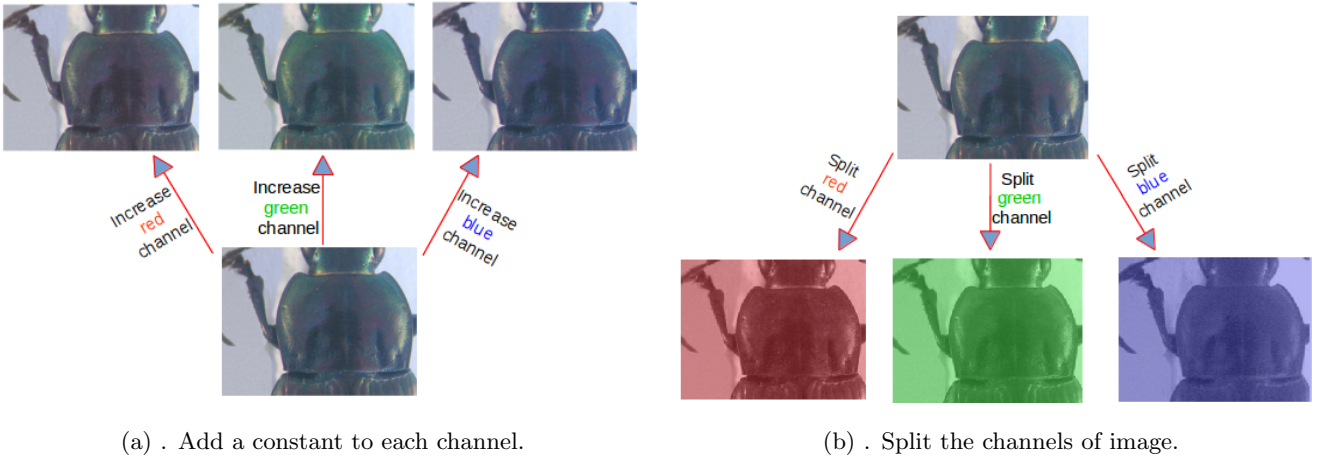 Increase
red
channel
Increase
green
channel
Increase
blue
channel
Split
red
channel
Split
green
channel
Split
blue
channel
(a) . Add a constant to each channel.
(b) . Split the channels of image.